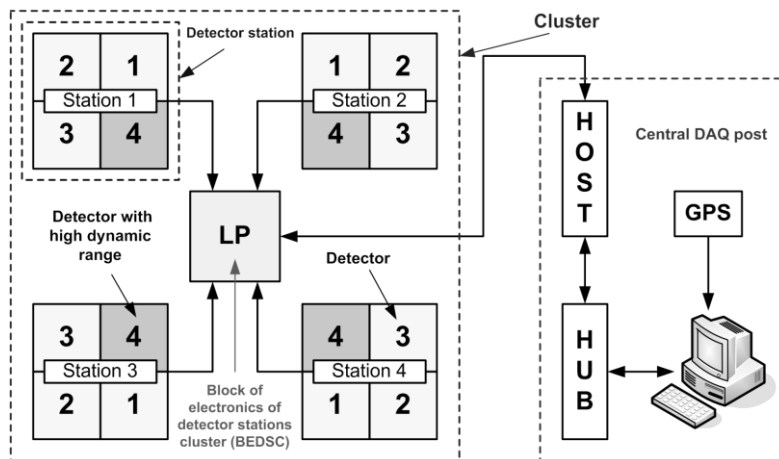 Detector station
Cluster
2 1
Station 1
3 4
1 2
Station 2
4 3
Central DAQ post
HOST
GPS
LP
Detector with
high dynamic
range
Detector
3 4
Station 3
2 1
4 3
Station 4
1 2
Block of
electronics of
detector stations
cluster (BEDSC)
HUB